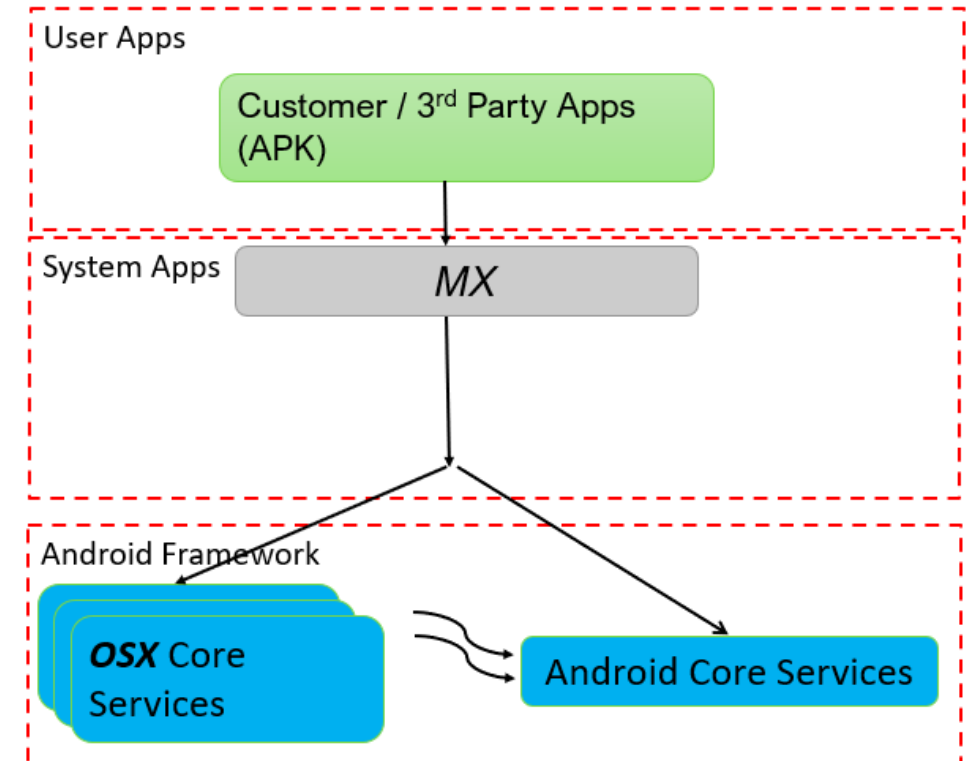 User Apps
Customer / 3rd Party Apps
(APK)
System Apps
MX
Android Framework
OSX Core
Services
Android Core Services